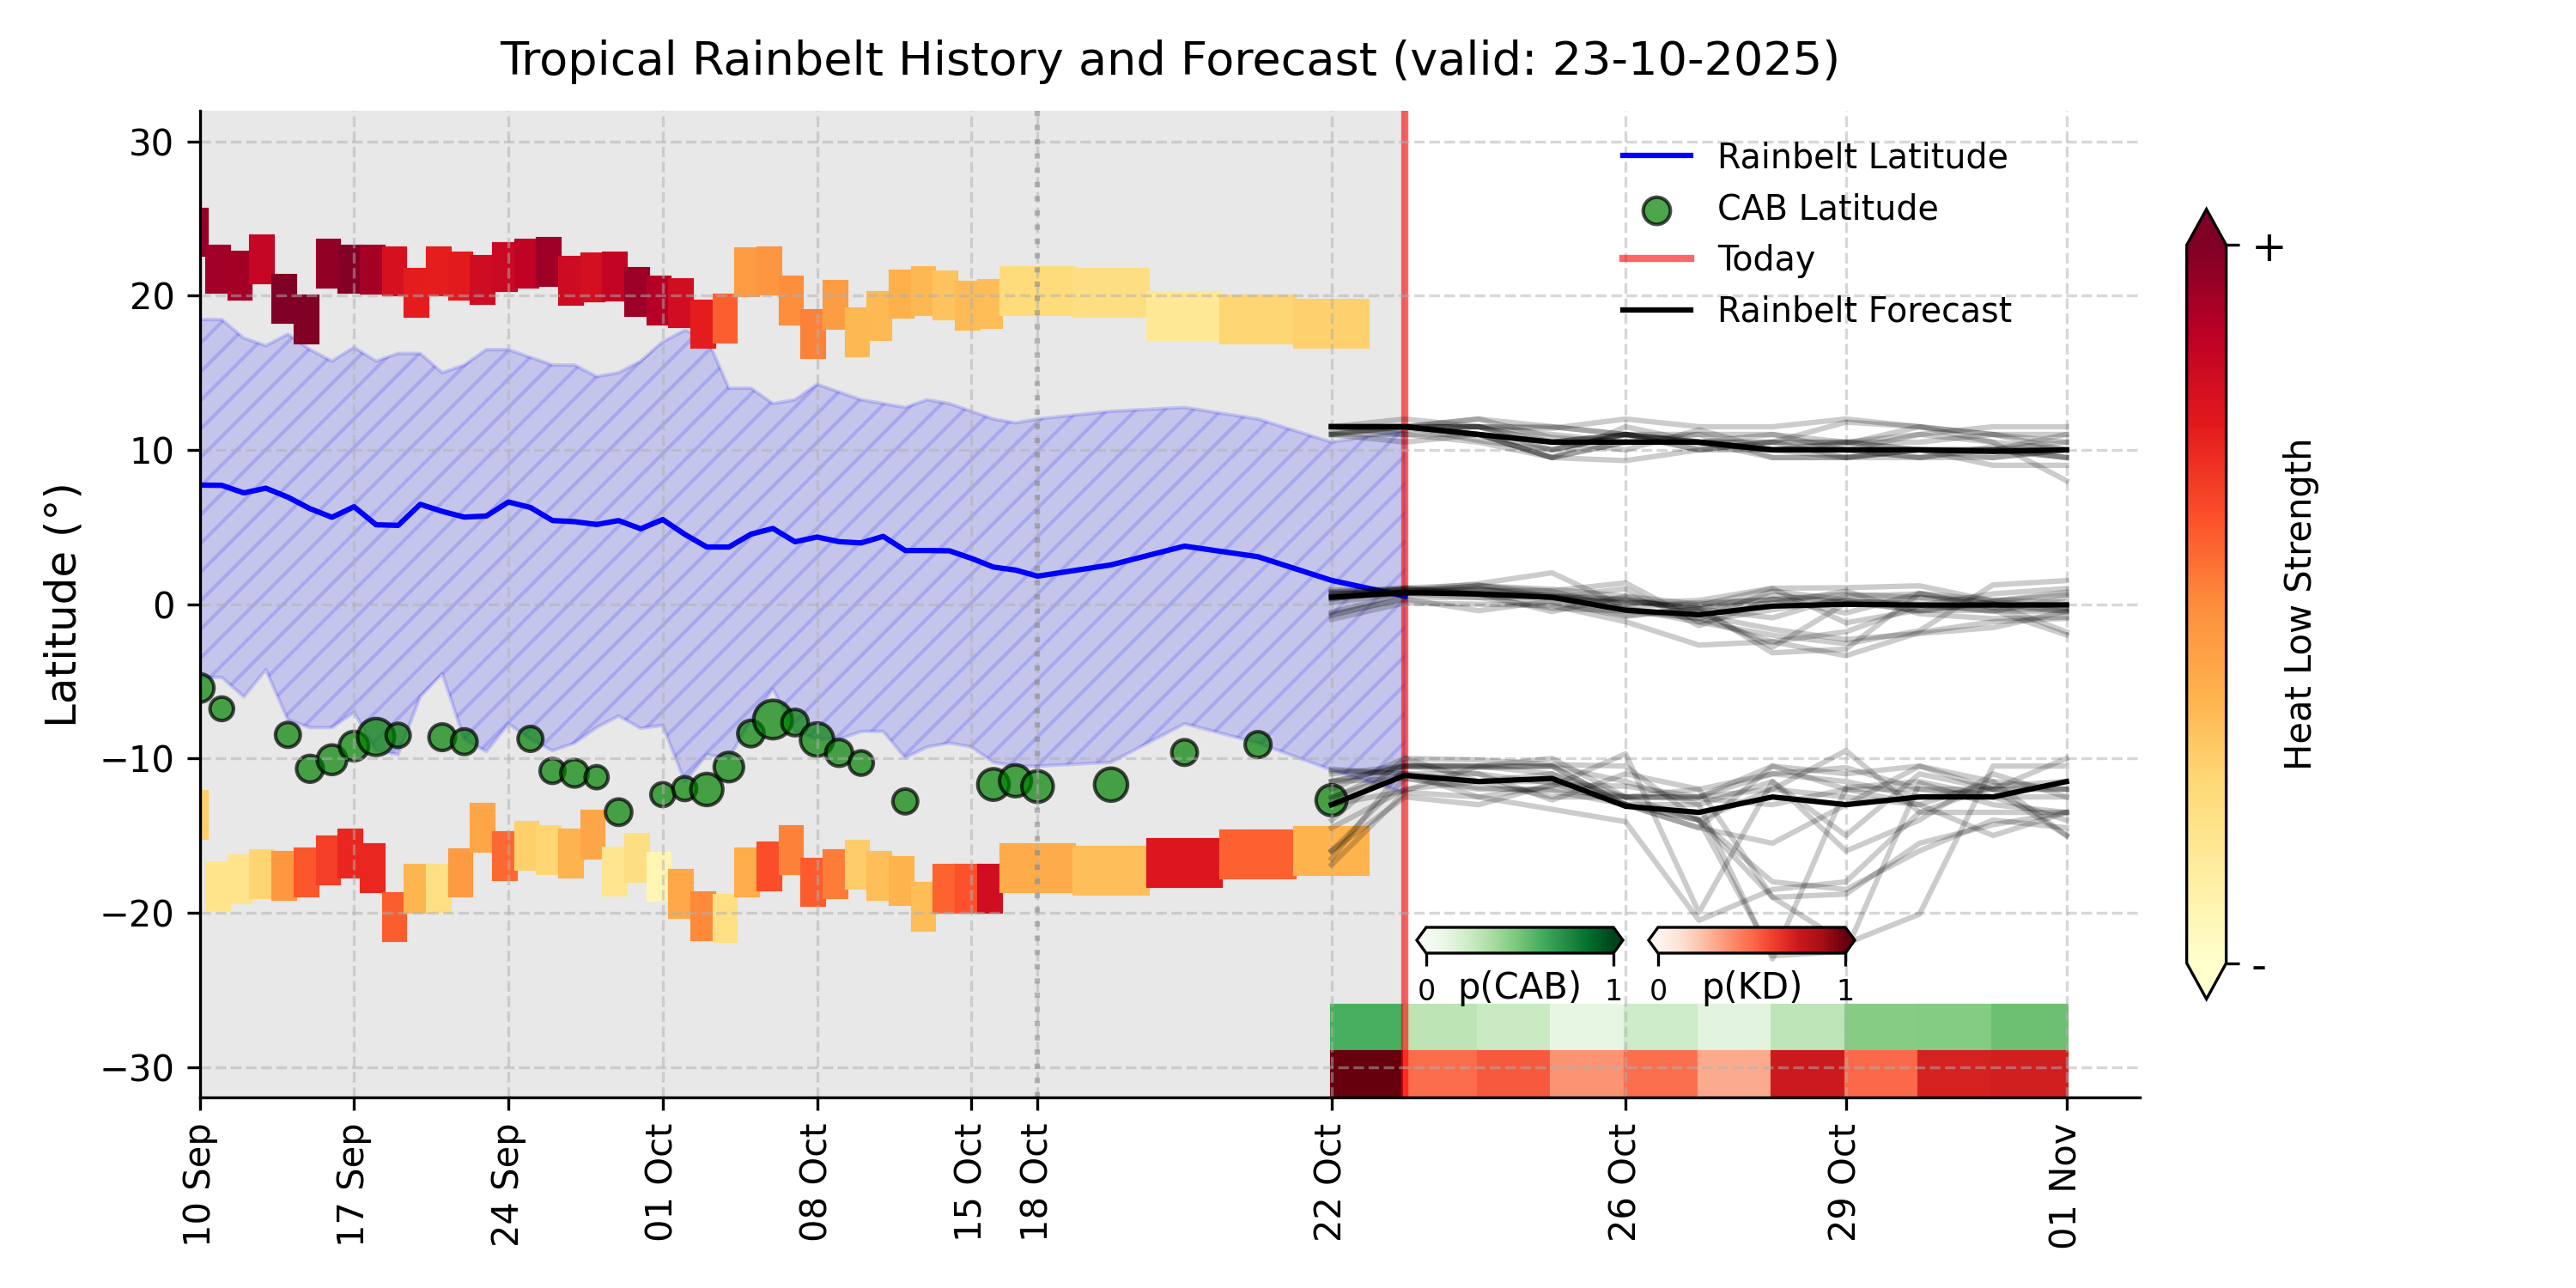 Tropical Rainbelt History and Forecast (valid: 23-10-2025)
Latitude (°)
30
20
10
0
−10
−20
−30
Rainbelt Latitude
CAB Latitude
Today
Rainbelt Forecast
+
-
Heat Low Strength
0 p(CAB) 1
0 p(KD) 1
10 Sep
17 Sep
24 Sep
01 Oct
08 Oct
15 Oct
18 Oct
22 Oct
26 Oct
29 Oct
01 Nov